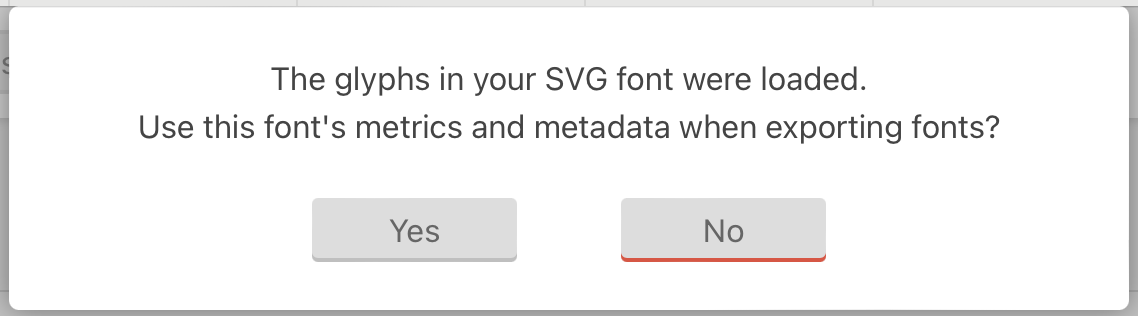 The glyphs in your SVG font were loaded.
Use this font's metrics and metadata when exporting fonts?
Yes
No